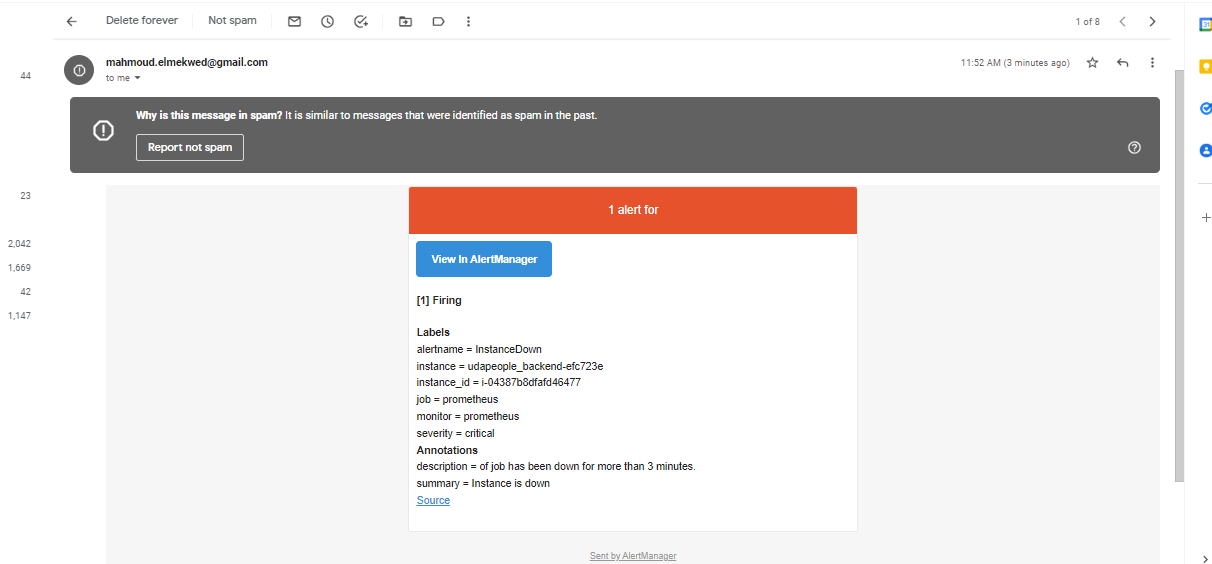 Delete forever Not spam 1 of 8
mahmoud.elmekwed@gmail.com 11:52 AM (3 minutes ago)
to me
44
Why is this message in spam? It is similar to messages that were identified as spam in the past.
Report not spam
23
1 alert for
2,042
View In AlertManager
1,669
42
[1] Firing
1,147
Labels
alertname = InstanceDown
instance = udapeople_backend-efc723e
instance_id = i-04387b8dfafd46477
job = prometheus
monitor = prometheus
severity = critical
Annotations
description = of job has been down for more than 3 minutes.
summary = Instance is down
Source
Sent by AlertManager
31